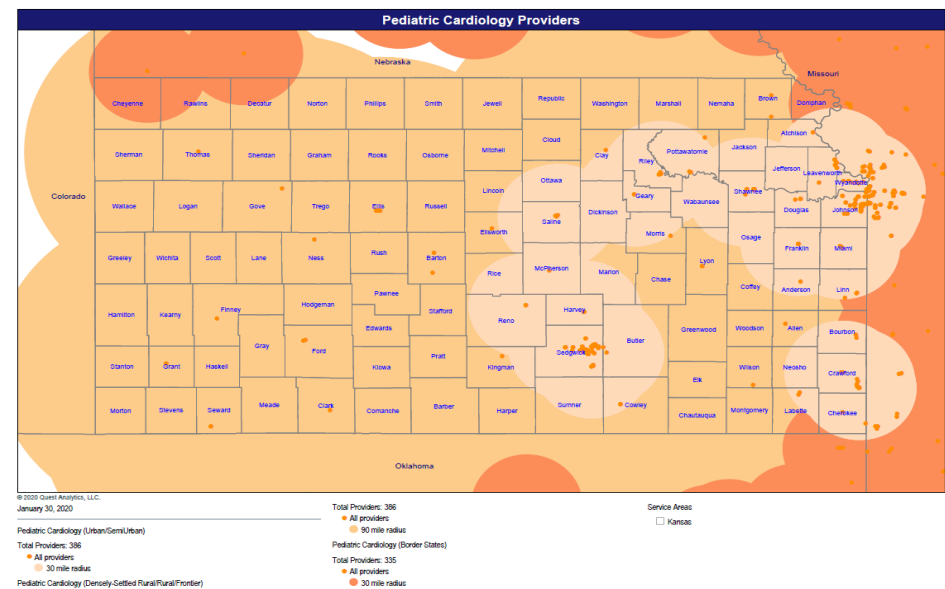 Pediatric Cardiology Providers
Nebraska
Missouri
Colorado
Oklahoma
Cheyenne Rawlins Decatur Norton Phillips Smith Jewell Republic Washington Marshall Nemaha Brown Doniphan
Sherman Thomas Sheridan Graham Rooks Osborne Mitchell Cloud Clay Riley Pottawatomie Jackson Atchison
Jefferson Leavenworth Wyandotte
Wallace Logan Gove Trego Ellis Russell Lincoln Ottawa Saline Dickinson Geary Wabaunsee Shawnee Douglas Johnson
Greeley Wichita Scott Lane Ness Rush Barton Ellsworth McPherson Marion Morris Lyon Osage Franklin Miami
Hamilton Kearny Finney Hodgeman Pawnee Stafford Rice Reno Harvey Chase Coffey Anderson Linn
Stanton Grant Haskell Gray Ford Edwards Kiowa Pratt Kingman Sedgwick Butler Greenwood Elk Woodson Wilson Allen Neosho Bourbon Crawford
Morton Stevens Seward Meade Clark Comanche Barber Harper Sumner Cowley Chautauqua Montgomery Labette Cherokee
© 2020 Quest Analytics, LLC.
January 30, 2020
Pediatric Cardiology (Urban/SemiUrban)
Total Providers: 386
All providers
30 mile radius
Pediatric Cardiology (Densely-Settled Rural/Rural/Frontier)
Total Providers: 386
All providers
90 mile radius
Pediatric Cardiology (Border States)
Total Providers: 335
All providers
30 mile radius
Service Areas
Kansas